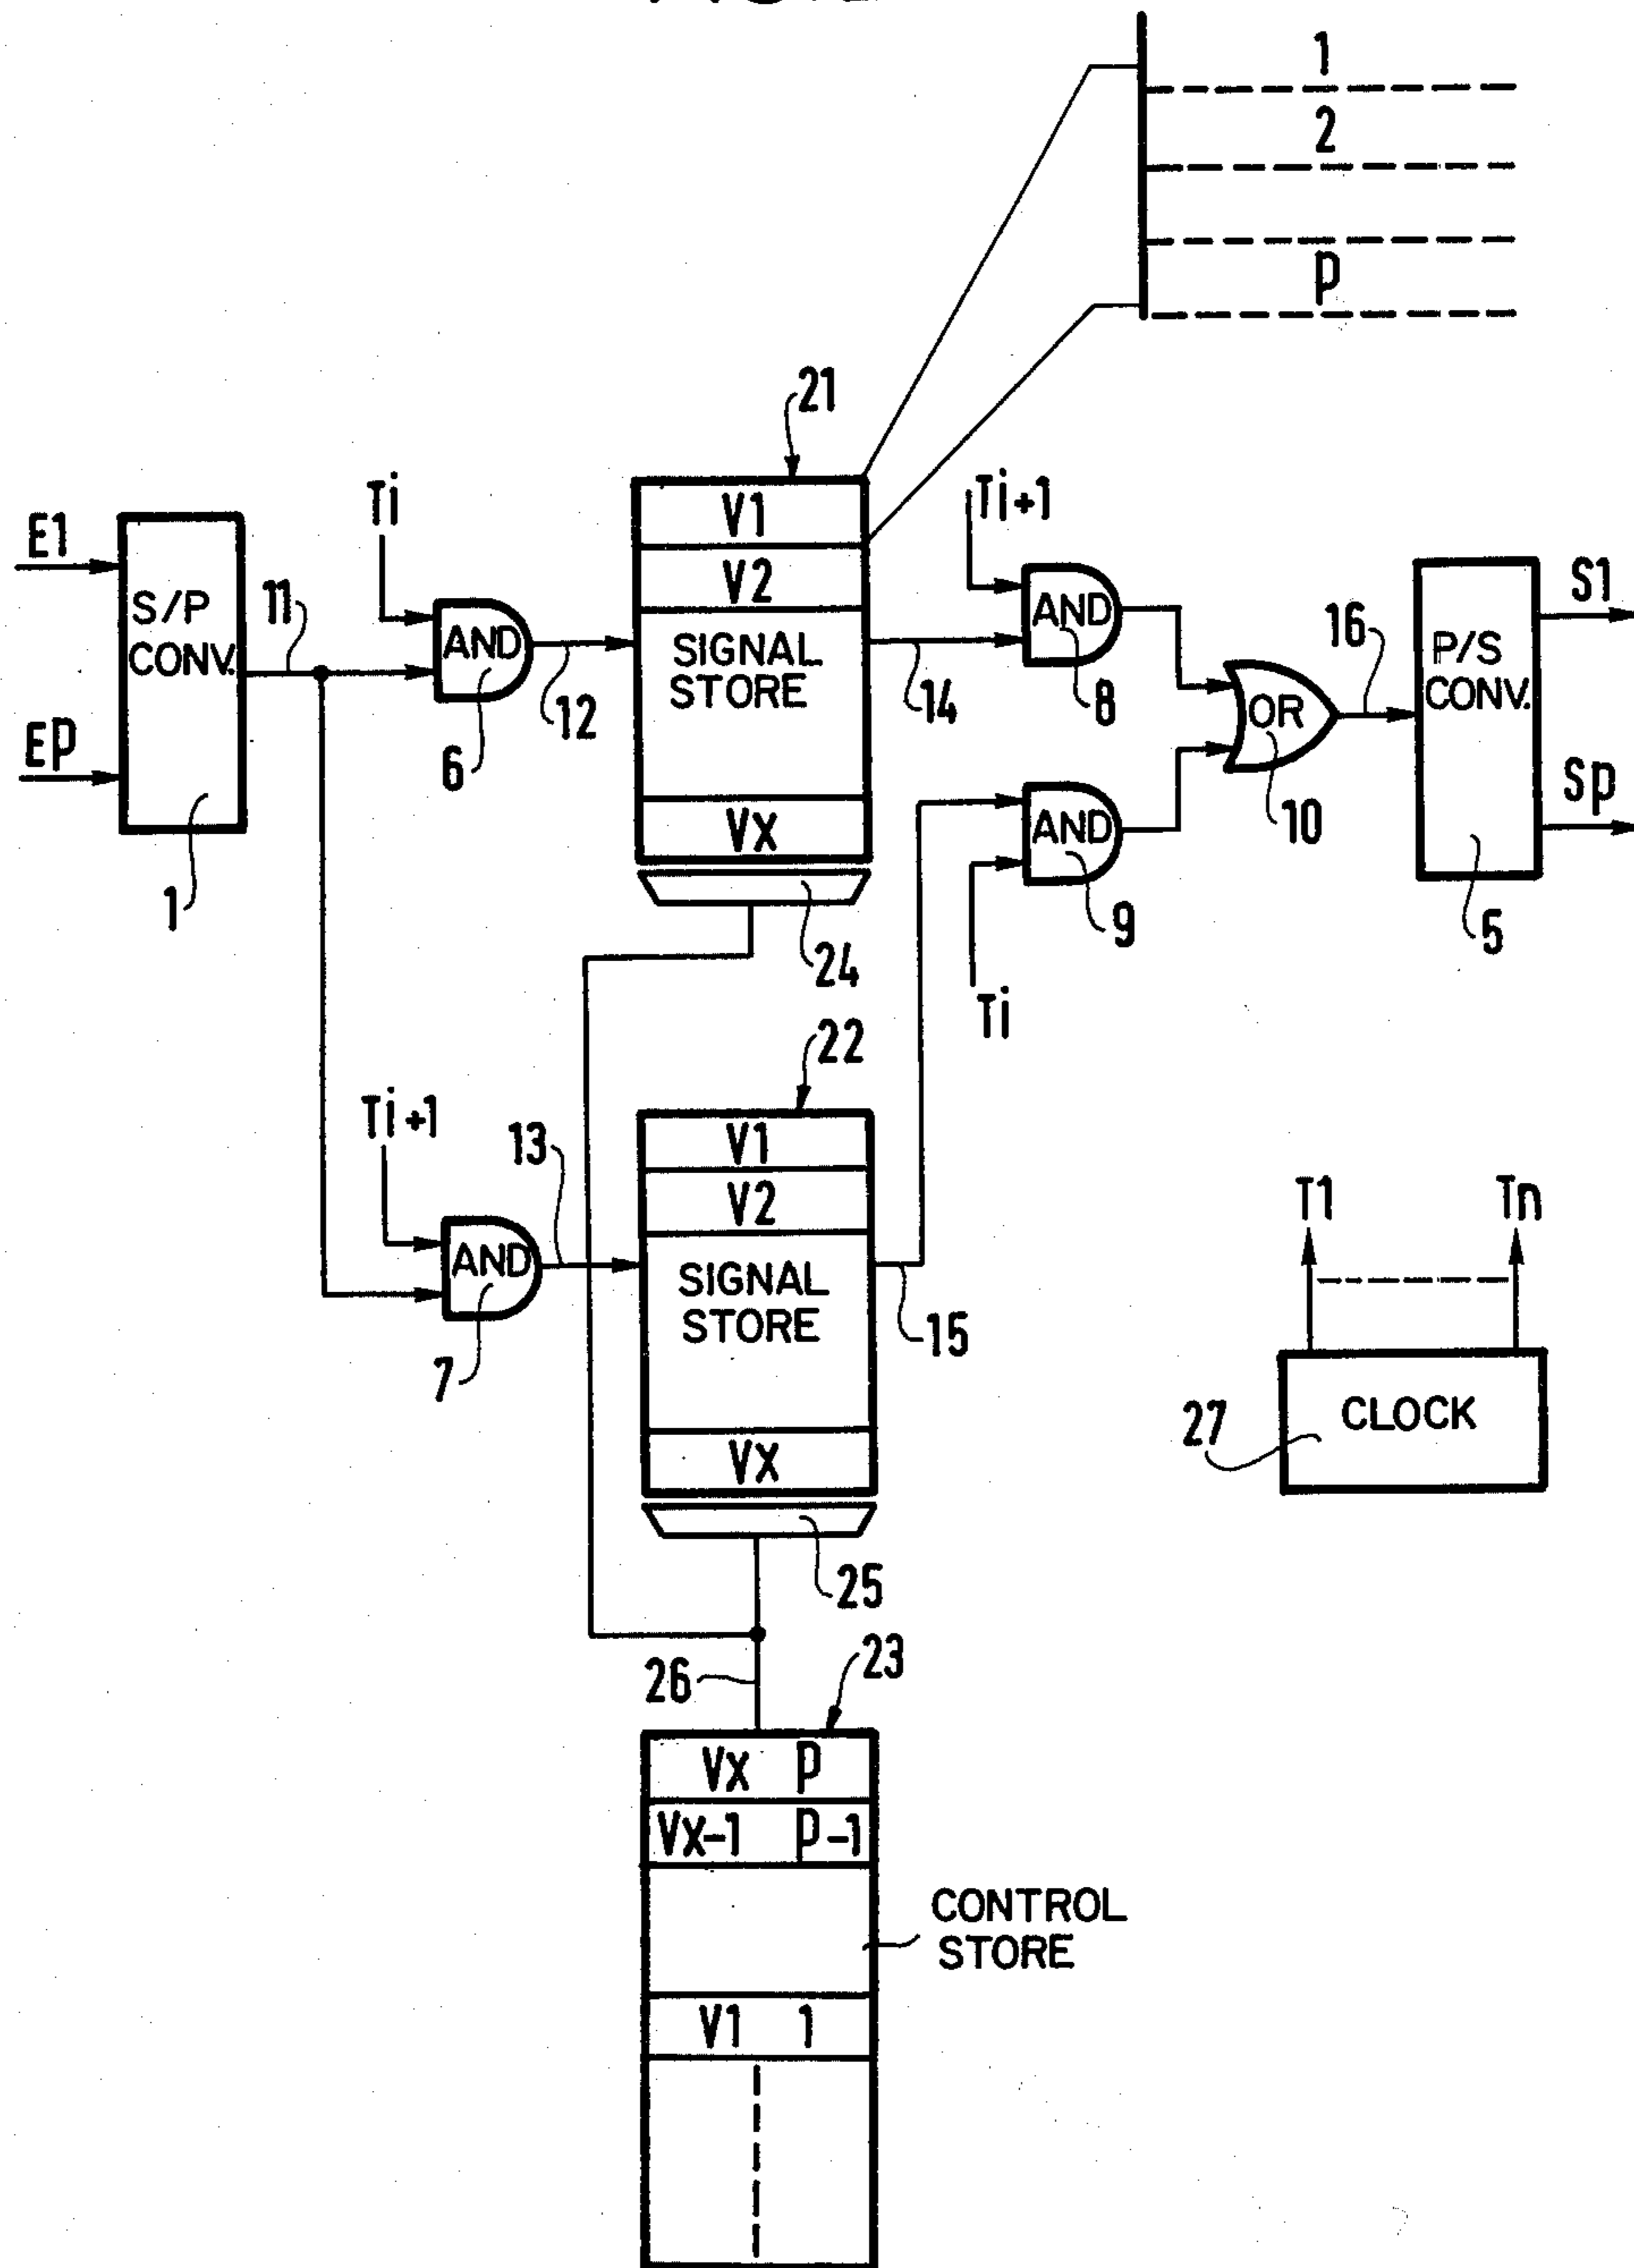 1
2
P
21
Ti
V1
Ti+1
E1
V2
S1
S/P
CONV.
11
AND
SIGNAL
STORE
AND
16
P/S
CONV.
12
14
8
OR
EP
6
Sp
VX
AND
10
1
24
9
5
Ti
22
Ti+1
13
V1
V2
T1
Tn
AND
SIGNAL
STORE
15
7
27
CLOCK
VX
25
26
23
VX P
VX-1 P-1
CONTROL
STORE
V1 1